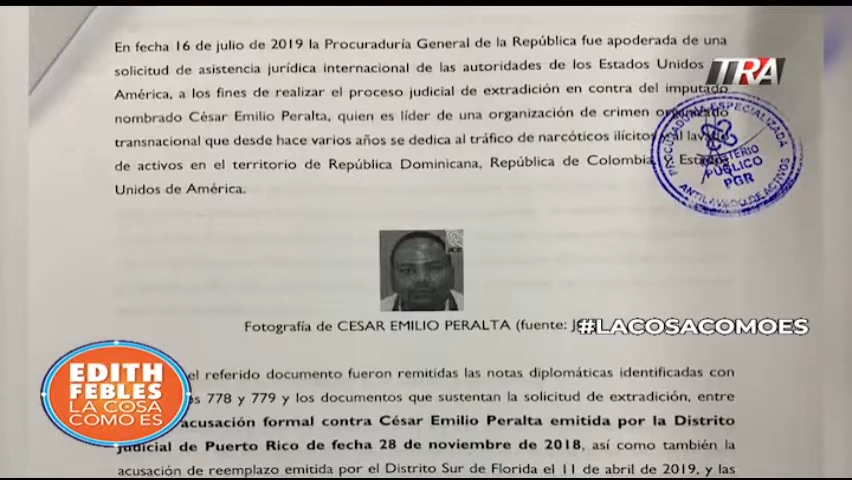 En fecha 16 de julio de 2019 la Procuraduría General de la República fue apoderada de una
solicitud de asistencia jurídica internacional de las autoridades de los Estados Unidos
América, a los fines de realizar el proceso judicial de extradición en contra del imputado
nombrado César Emilio Peralta, quien es líder de una organización de crimen
transnacional que desde hace varios años se dedica al tráfico de narcóticos ilícitos y al
de activos en el territorio de República Dominicana, República de Colombia
Unidos de América.
TRA
PROCURADURÍA ESPECIALIZADA
MINISTERIO
PÚBLICO
PGR
ANTILAVADO DE ACTIVOS
JCE
Fotografía de CESAR EMILIO PERALTA (fuente:
#LACOSACOMOES
EDITH
FEBLES
LA COSA
COMO ES
el referido documento fueron remitidas las notas diplomáticas identificadas con
778 y 779 y los documentos que sustentan la solicitud de extradición, entre
acusación formal contra César Emilio Peralta emitida por la Distrito
Judicial de Puerto Rico de fecha 28 de noviembre de 2018, así como también la
acusación de reemplazo emitida por el Distrito Sur de Florida el 11 de abril de 2019, y las